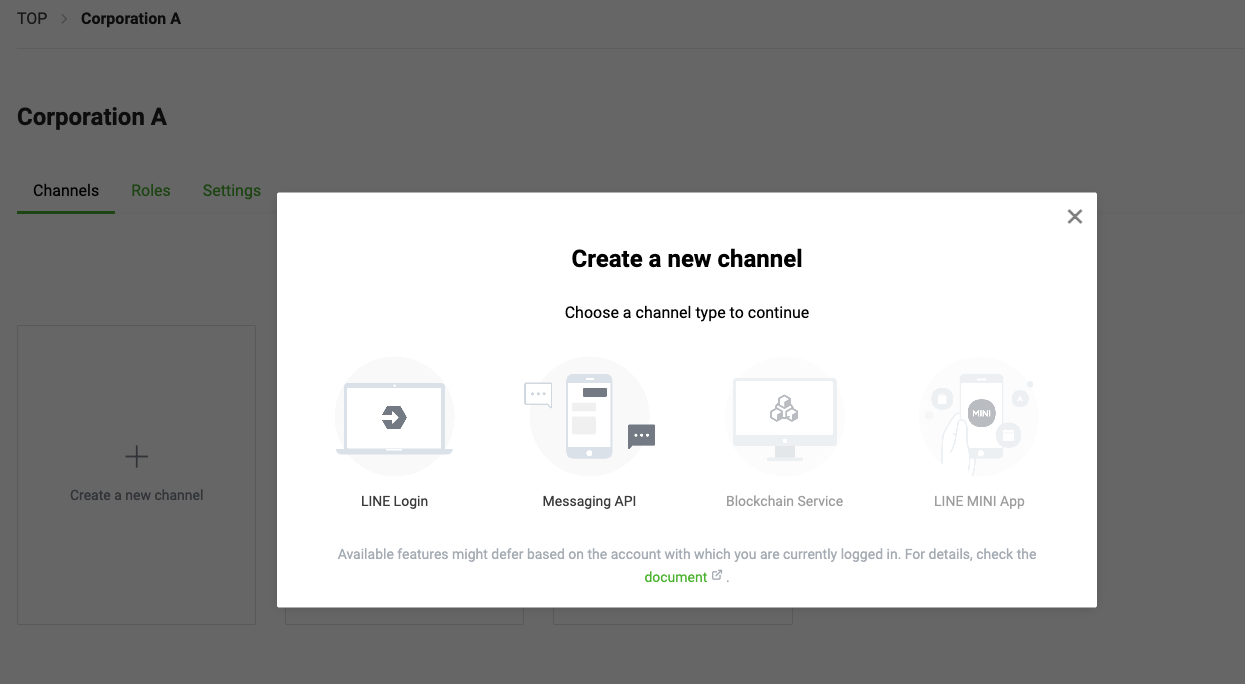 TOP > Corporation A
Corporation A
Channels Roles Settings
Create a new channel
Create a new channel
Choose a channel type to continue
MINI
LINE Login Messaging API Blockchain Service LINE MINI App
Available features might defer based on the account with which you are currently logged in. For details, check the
document .